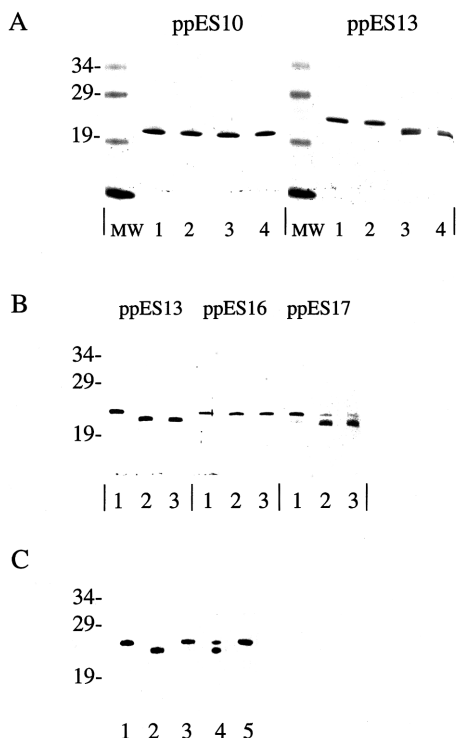 A
ppES10 ppES13
34-
29-
19-
MW 1 2 3 4 MW 1 2 3 4
B
ppES13 ppES16 ppES17
34-
29-
19-
1 2 3 1 2 3 1 2 3
C
34-
29-
19-
1 2 3 4 5